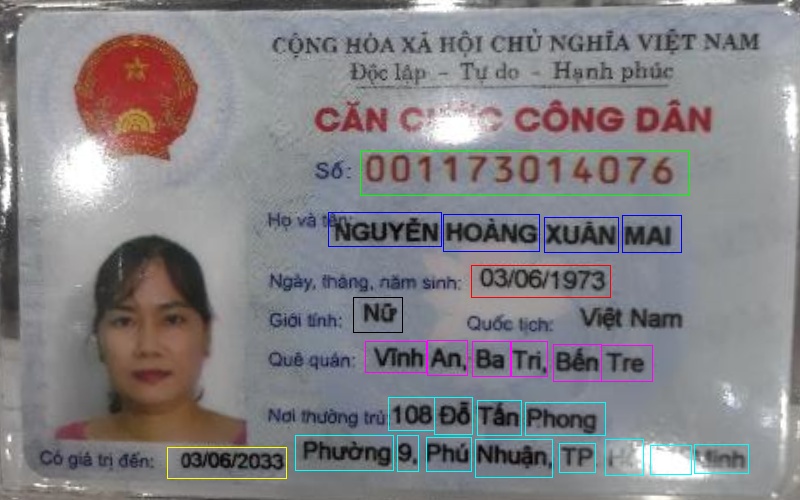 CỘNG HÒA XÃ HỘI CHỦ NGHĨA VIỆT NAM
Độc lập - Tự do - Hạnh phúc
CĂN CƯỚC CÔNG DÂN
Số: 001173014076
Họ và tên: NGUYỄN HOÀNG XUÂN MAI
Ngày, tháng, năm sinh: 03/06/1973
Giới tính: Nữ Quốc tịch: Việt Nam
Quê quán: Vĩnh An, Ba Tri, Bến Tre
Nơi thường trú: 108 Đỗ Tấn Phong
Phường 9, Phú Nhuận, TP Minh
Có giá trị đến: 03/06/2033